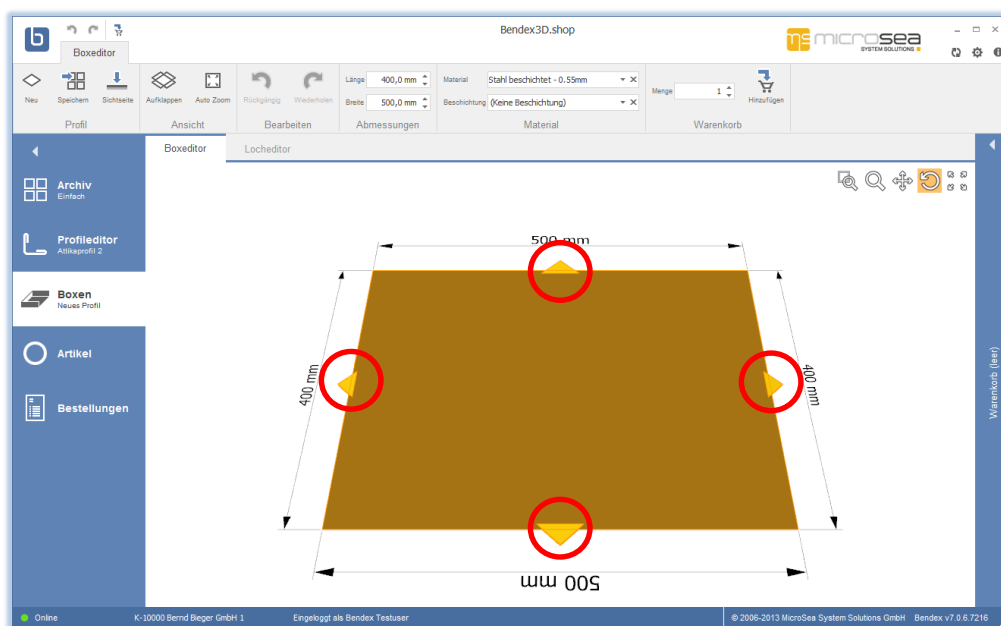 Bendex3D.shop
b
ms microsea
SYSTEM SOLUTIONS
Boxeditor
Neu
Speichern
Sichtseite
Aufklappen
Auto Zoom
Rückgängig
Wiederholen
Länge 400,0 mm
Breite 500,0 mm
Material Stahl beschichtet - 0.55mm
Beschichtung (Keine Beschichtung)
Menge 1
Hinzufügen
Profil
Ansicht
Bearbeiten
Abmessungen
Material
Warenkorb
Boxeditor
Locheditor
Archiv
Einfach
Profileditor
Attikaprofil 2
Boxen
Neues Profil
Artikel
Bestellungen
500 mm
400 mm
400 mm
500 mm
Warenkorb (leer)
Online
K-10000 Bernd Bieger GmbH 1
Eingeloggt als Bendex Testuser
© 2006-2013 MicroSea System Solutions GmbH
Bendex v7.0.6.7216